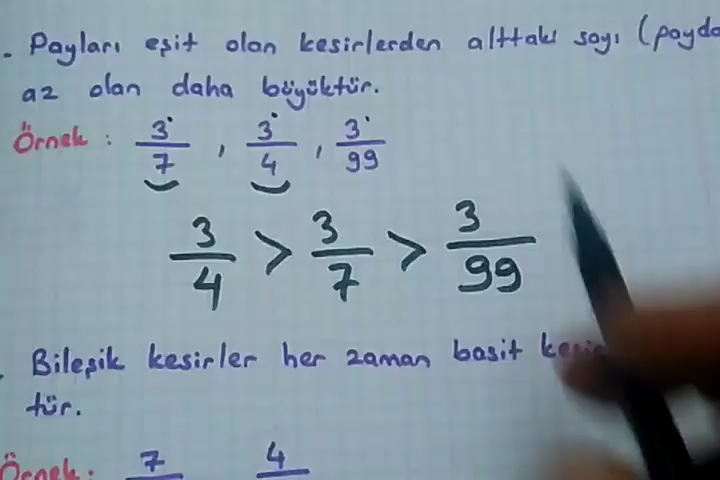 . Payları eşit olan kesirlerden alttaki sayı (payda
az olan daha büyüktür.
Örnek : 3/7 , 3/4 , 3/99
3/4 > 3/7 > 3/99
. Bileşik kesirler her zaman basit
tür.
Örnek: 7 4